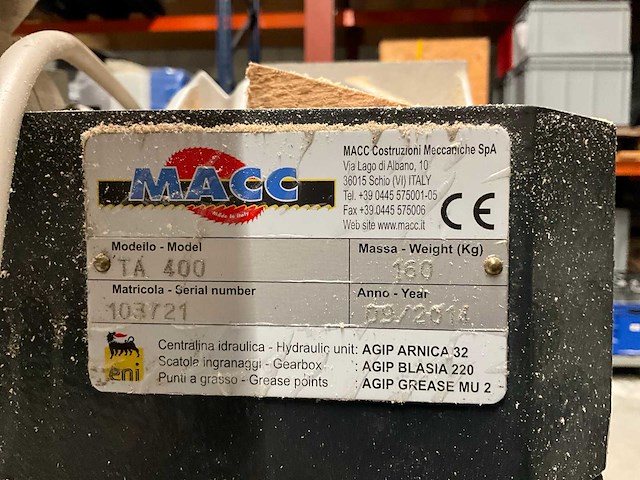 MACC
Made in Italy
MACC Costruzioni Meccaniche SpA
Via Lago di Albano, 10
36015 Schio (VI) ITALY
Tel. +39 0445 575001-05
Fax +39 0445 575006
Web site www.macc.it
CE
Modello - Model
TA 400
Massa - Weight (Kg)
160
Matricola - Serial number
103721
Anno - Year
09/2014
eni
Centralina idraulica - Hydraulic unit: AGIP ARNICA 32
Scatole ingranaggi - Gearbox : AGIP BLASIA 220
Punti a grasso - Grease points : AGIP GREASE MU 2